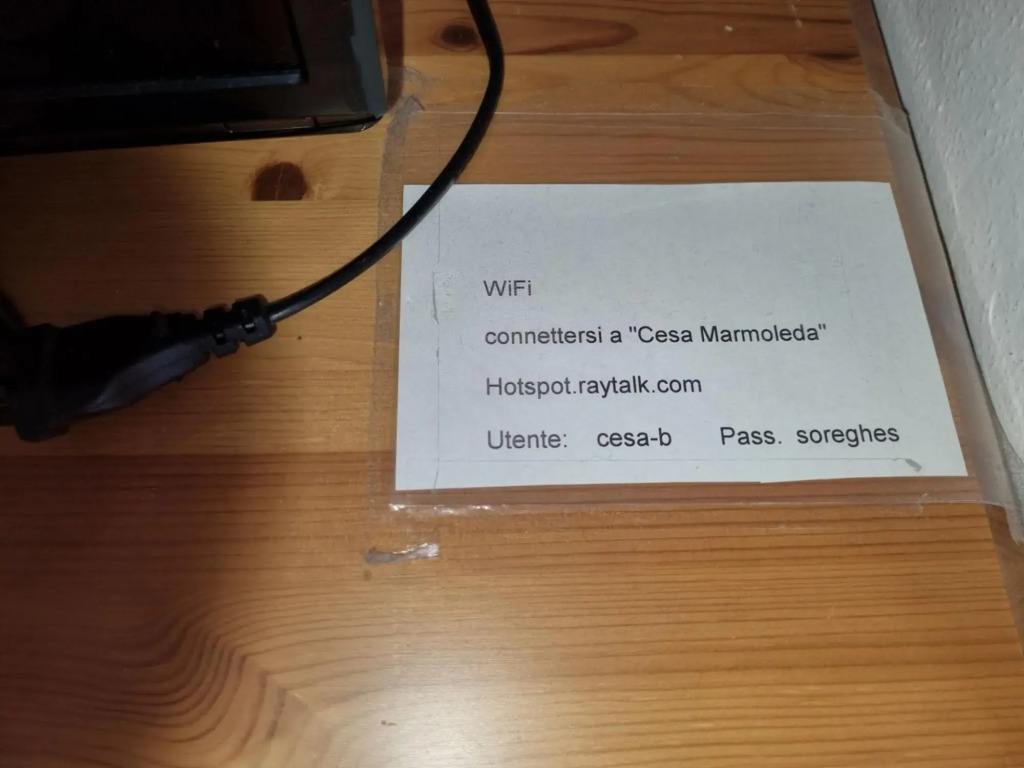 WiFi
connettersi a "Cesa Marmoleda"
Hotspot.raytalk.com
Utente: cesa-b Pass. soreghes